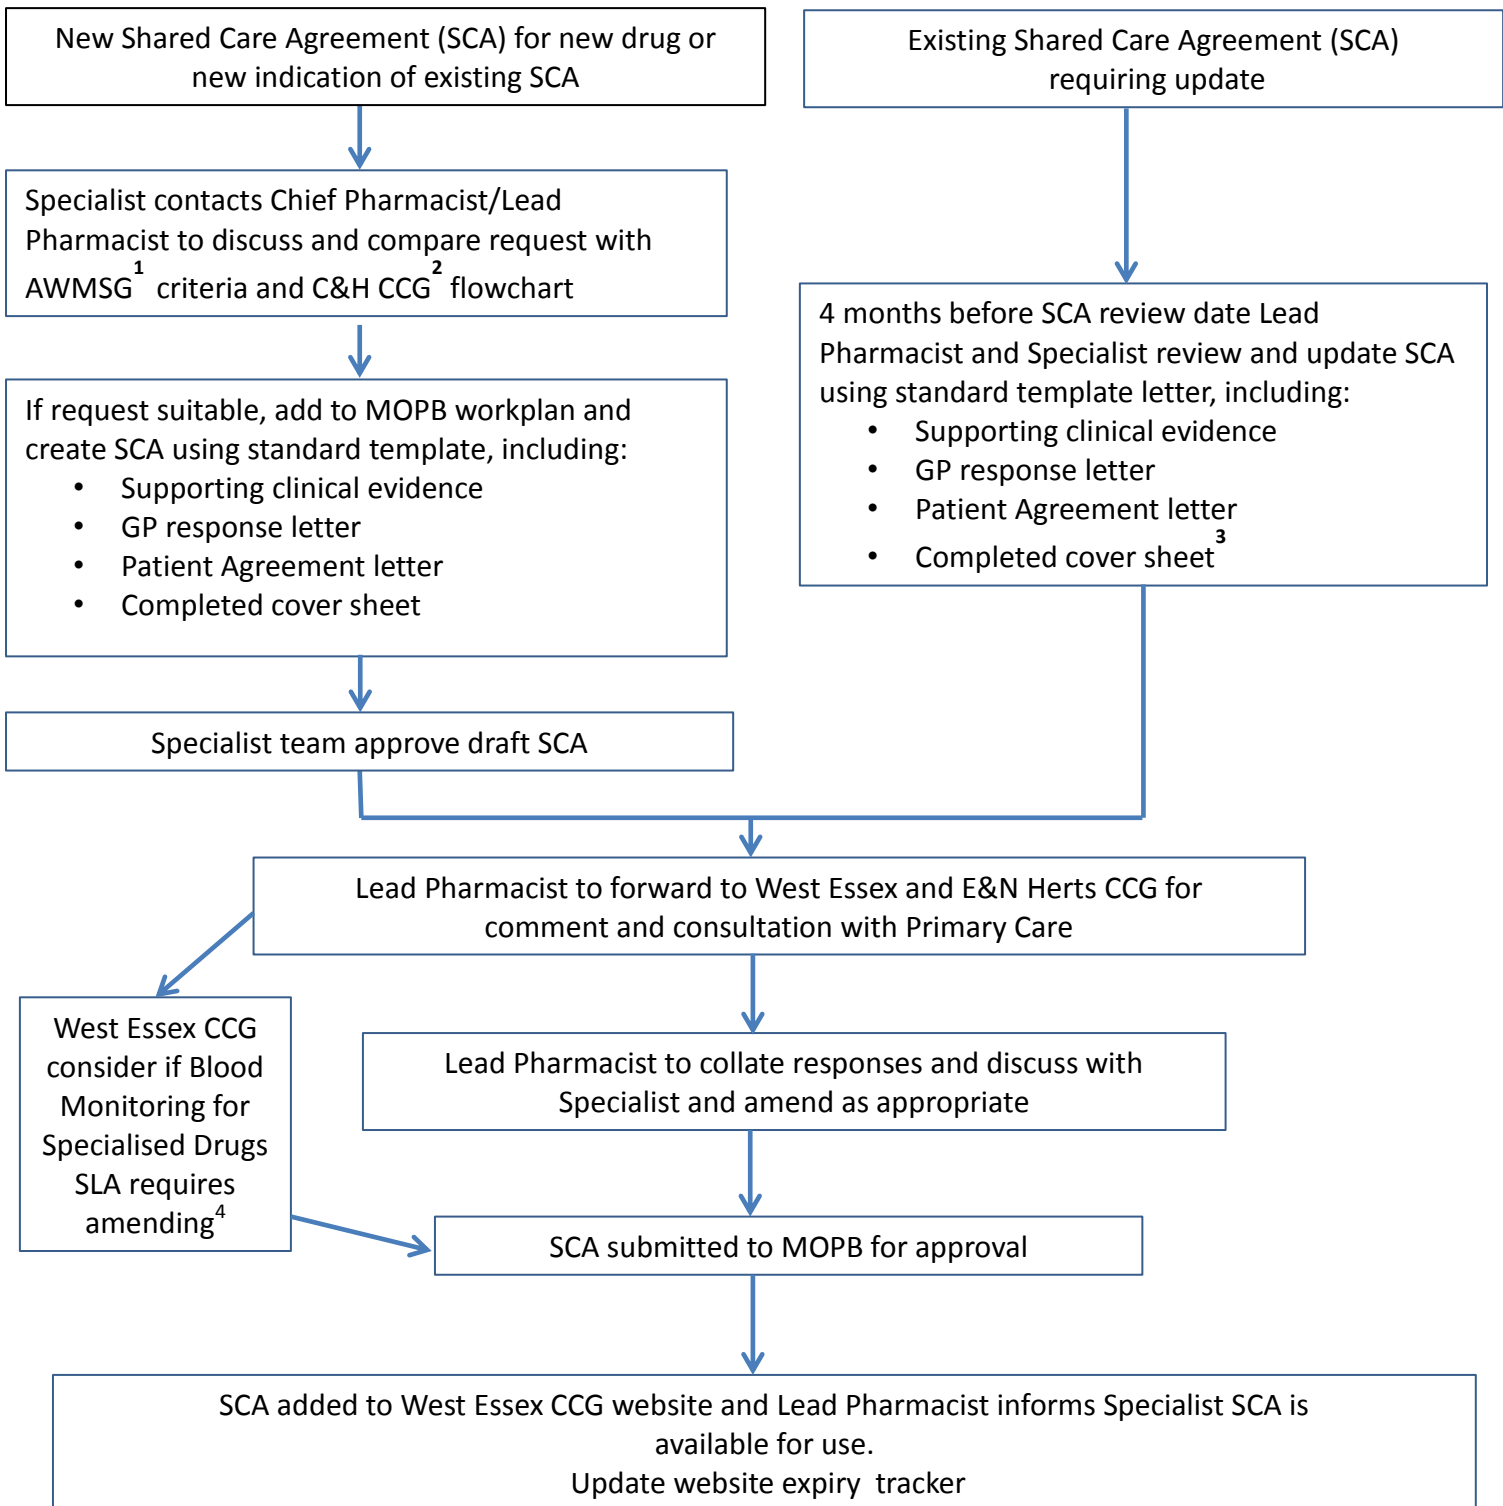 New Shared Care Agreement (SCA) for new drug or
new indication of existing SCA
Existing Shared Care Agreement (SCA)
requiring update
Specialist contacts Chief Pharmacist/Lead
Pharmacist to discuss and compare request with
AWMSG¹ criteria and C&H CCG² flowchart
4 months before SCA review date Lead
Pharmacist and Specialist review and update SCA
using standard template letter, including:
• Supporting clinical evidence
• GP response letter
• Patient Agreement letter
• Completed cover sheet³
If request suitable, add to MOPB workplan and
create SCA using standard template, including:
• Supporting clinical evidence
• GP response letter
• Patient Agreement letter
• Completed cover sheet
Specialist team approve draft SCA
Lead Pharmacist to forward to West Essex and E&N Herts CCG for
comment and consultation with Primary Care
West Essex CCG
consider if Blood
Monitoring for
Specialised Drugs
SLA requires
amending⁴
Lead Pharmacist to collate responses and discuss with
Specialist and amend as appropriate
SCA submitted to MOPB for approval
SCA added to West Essex CCG website and Lead Pharmacist informs Specialist SCA is
available for use.
Update website expiry tracker